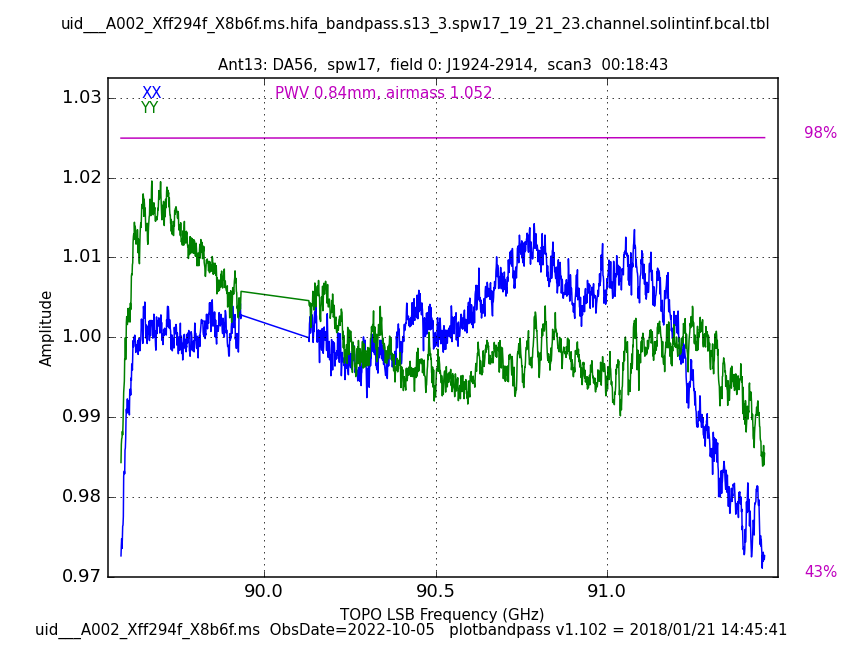 uid___A002_Xff294f_X8b6f.ms.hifa_bandpass.s13_3.spw17_19_21_23.channel.solintinf.bcal.tbl
Ant13: DA56,  spw17,  field 0: J1924-2914,  scan3  00:18:43
XX
YY
PWV 0.84mm, airmass 1.052
98%
43%
1.03
1.02
1.01
1.00
0.99
0.98
0.97
Amplitude
90.0
90.5
91.0
TOPO LSB Frequency (GHz)
uid___A002_Xff294f_X8b6f.ms  ObsDate=2022-10-05   plotbandpass v1.102 = 2018/01/21 14:45:41